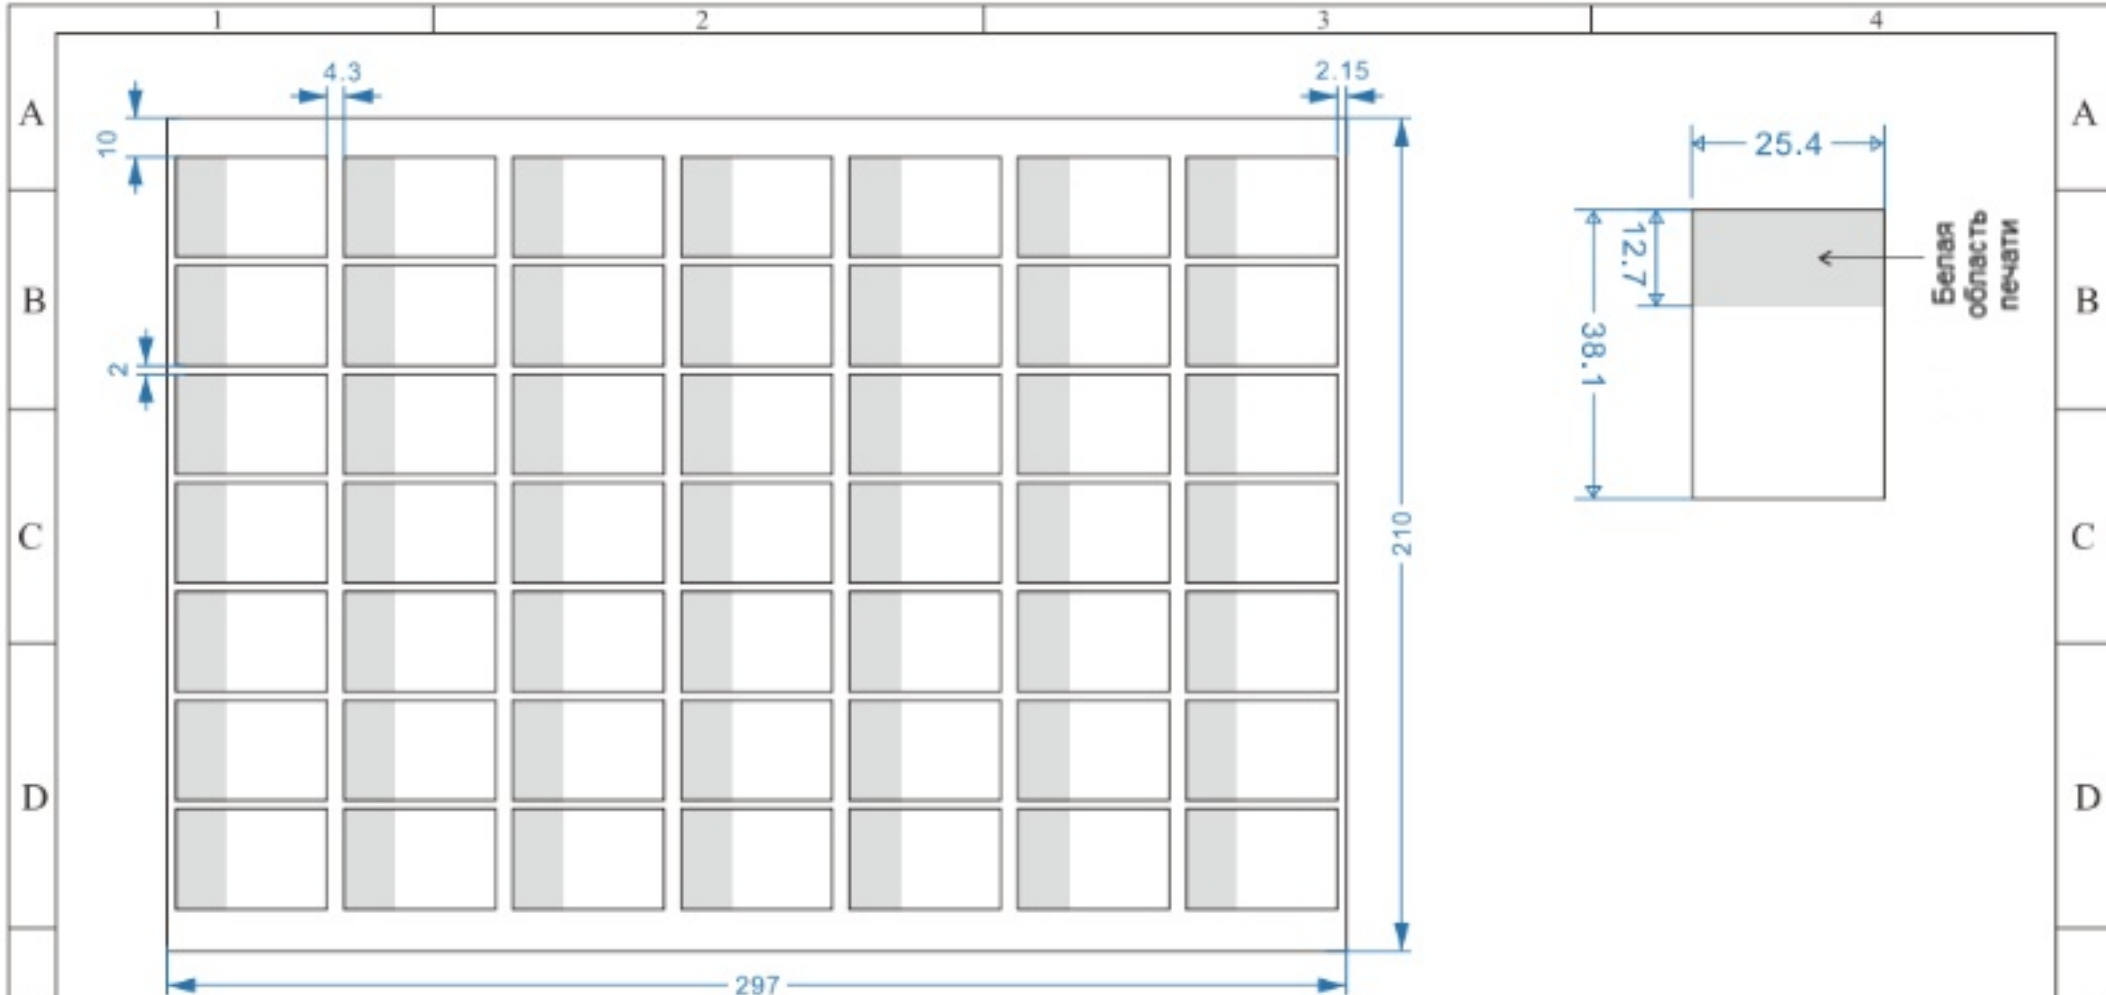 1 2 3 4
4.3
2.15
A
A
10
25.4
12.7
Белая
область
печати
B
B
38.1
2
C
210
C
D
D
297